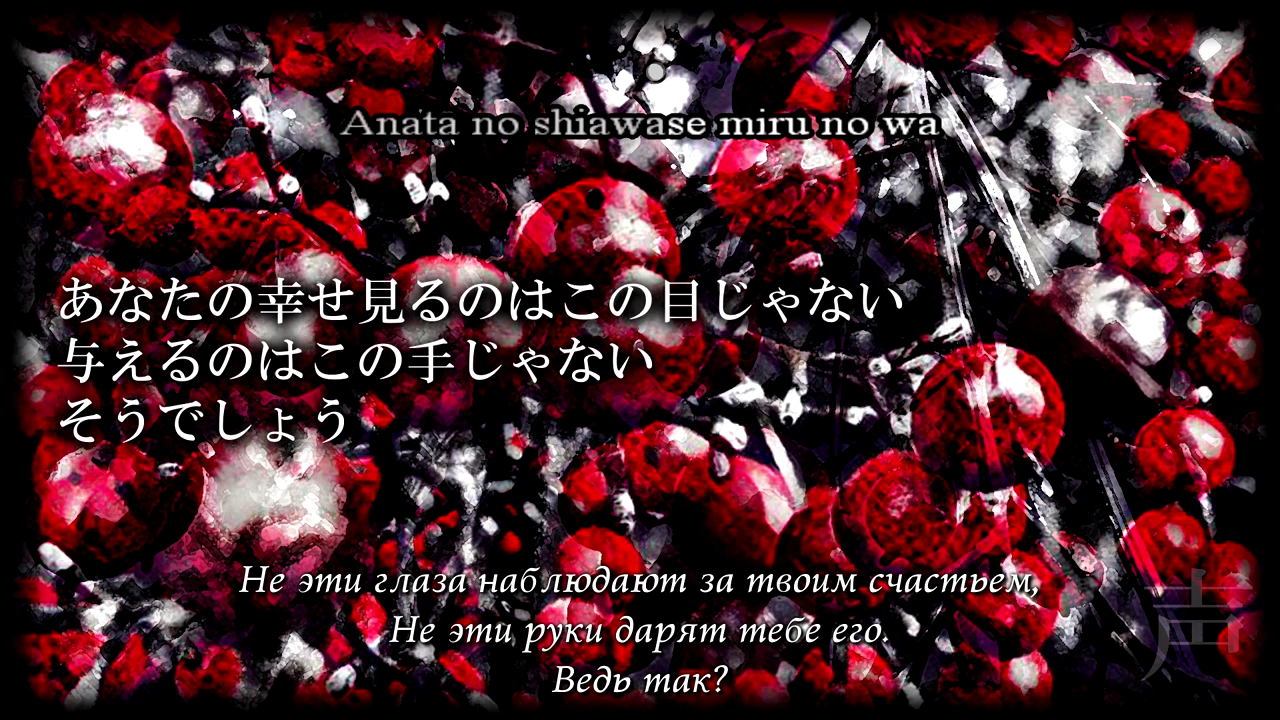 Anata no shiawase miru no wa
あなたの幸せ見るのはこの目じゃない
与えるのはこの手じゃない
そうでしょう
Не эти глаза наблюдают за твоим счастьем,
Не эти руки дарят тебе его.
Ведь так?
声